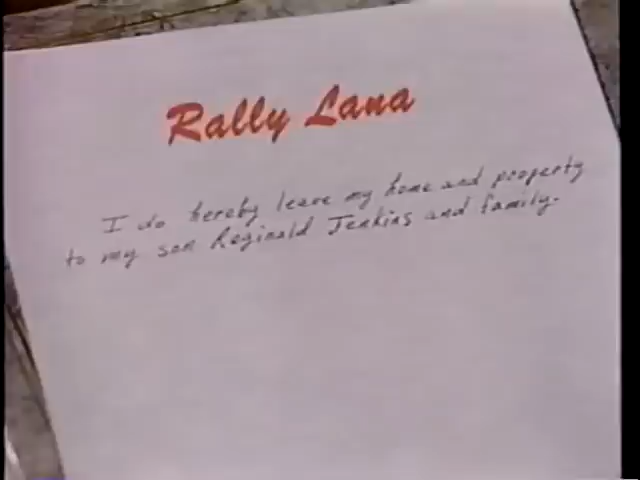 Rally Lana
I do hereby leave my home and property
to my son Reginald Jenkins and family.